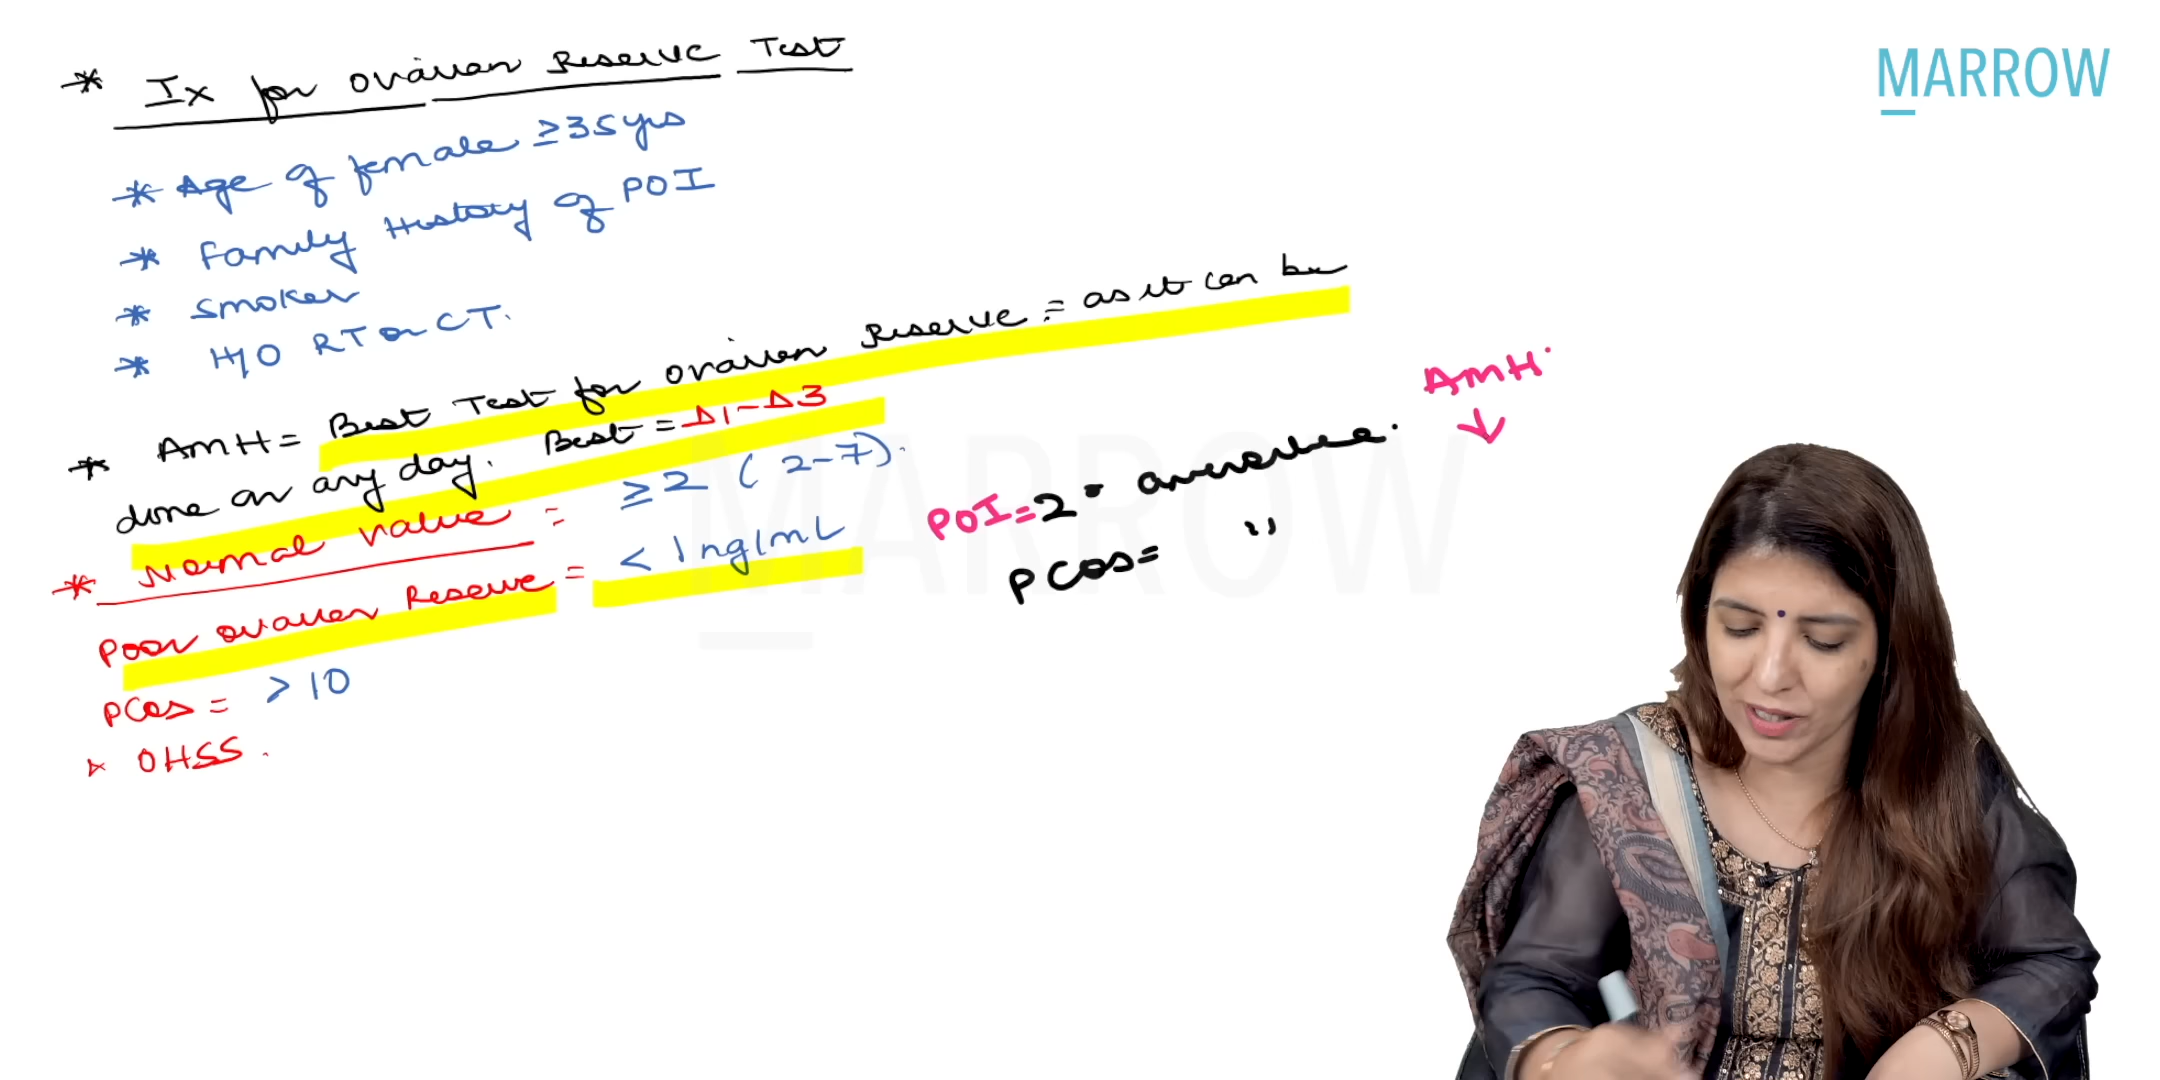 * Ix for Ovarian Reserve Test
MARROW
* Age of female ≥35yrs
* Family History of POI
* Smoker
* H/O RT or CT.
* AMH = Best Test for Ovarian Reserve = as it can be
done on any day. Best = D1-D3
* Normal Value = ≥2 (2-7).
Poor Ovarian Reserve = <1ng/mL
PCOS = >10
* OHSS.
AMH.
↓
POI = 2° amenorrhea.
PCOS = "
MARROW